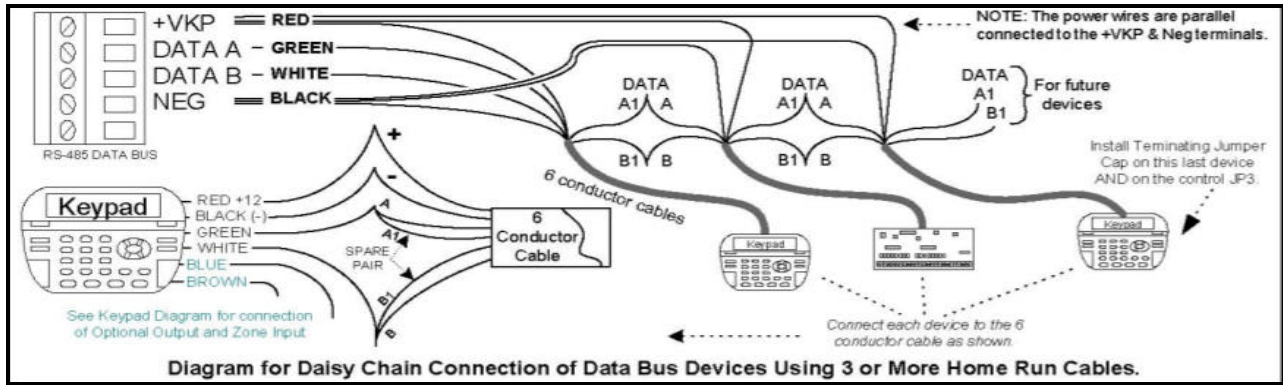 +VKP RED
DATA A - GREEN
DATA B - WHITE
NEG BLACK
RS-485 DATA BUS
NOTE: The power wires are parallel
connected to the +VKP & Neg terminals.
DATA
A1 A
B1 B
DATA
A1 A
B1 B
DATA
A1
B1
For future
devices
Install Teminating Jumper
Cap on this last device
AND on the control JP3.
6 conductor cables
Keypad
RED +12
BLACK (-)
GREEN
WHITE
BLUE
BROWN
See Keypad Diagram for connection
of Optional Output and Zone Input
+
-
A
A1
SPARE
PAIR
B1
B
6
Conductor
Cable
Keypad
Keypad
Connect each device to the 6
conductor cable as shown.
Diagram for Daisy Chain Connection of Data Bus Devices Using 3 or More Home Run Cables.